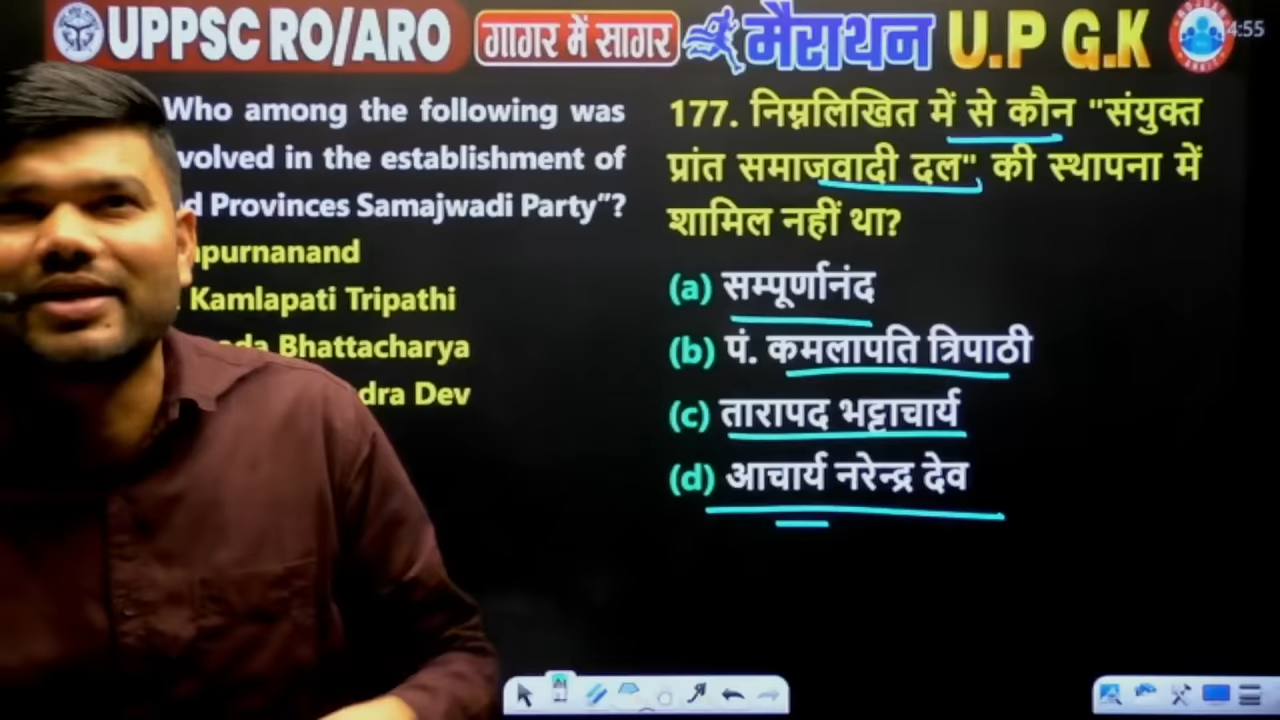 UPPSC RO/ARO
गागर में सागर
मैराथन
U.P G.K
4:55
Who among the following was
volved in the establishment of
d Provinces Samajwadi Party"?
purnanand
Kamlapati Tripathi
Bhattacharya
dra Dev
177. निम्नलिखित में से कौन "संयुक्त
प्रांत समाजवादी दल" की स्थापना में
शामिल नहीं था?
(a) सम्पूर्णानंद
(b) पं. कमलापति त्रिपाठी
(c) तारापद भट्टाचार्य
(d) आचार्य नरेन्द्र देव